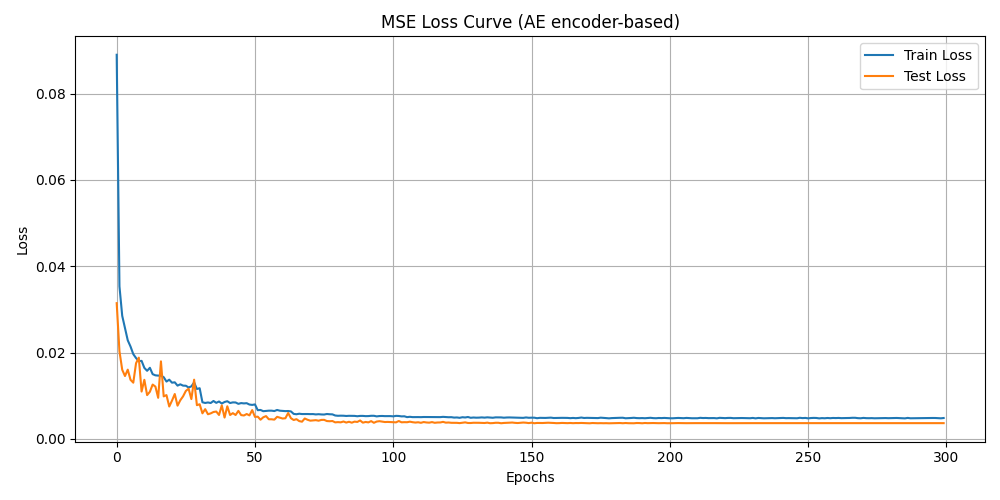 MSE Loss Curve (AE encoder-based)
Train Loss
Test Loss
Loss
0.08
0.06
0.04
0.02
0.00
0 50 100 150 200 250 300
Epochs